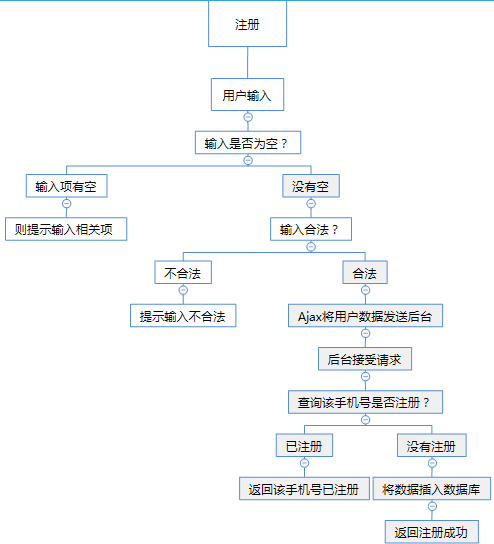 注册
用户输入
输入是否为空？
输入项有空
没有空
则提示输入相关项
输入合法？
不合法
合法
提示输入不合法
Ajax将用户数据发送后台
后台接受请求
查询该手机号是否注册？
已注册
没有注册
返回该手机号已注册
将数据插入数据库
返回注册成功